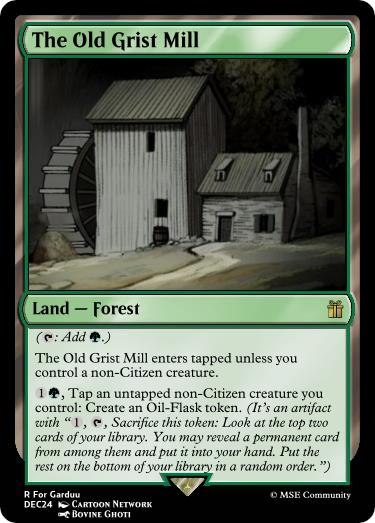 The Old Grist Mill
Land — Forest
(T: Add G.)
The Old Grist Mill enters tapped unless you
control a non-Citizen creature.
1G, Tap an untapped non-Citizen creature you
control: Create an Oil-Flask token. (It's an artifact
with “1, T, Sacrifice this token: Look at the top two
cards of your library. You may reveal a permanent card
from among them and put it into your hand. Put the
rest on the bottom of your library in a random order.”)
R For Garduu
DEC24 Cartoon Network
Bovine Ghoti
© MSE Community